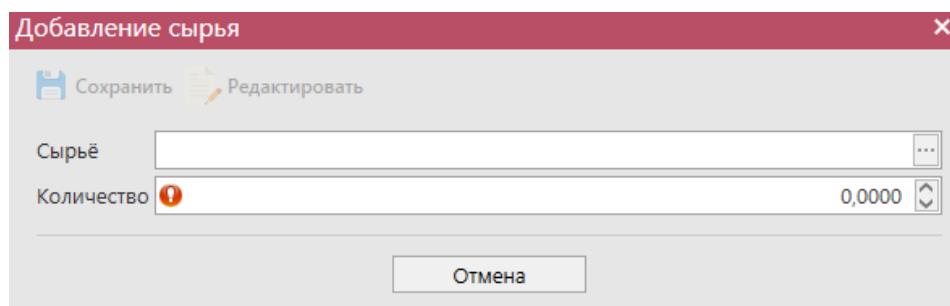 Добавление сырья
Сохранить Редактировать
Сырьё
Количество 0,0000
Отмена